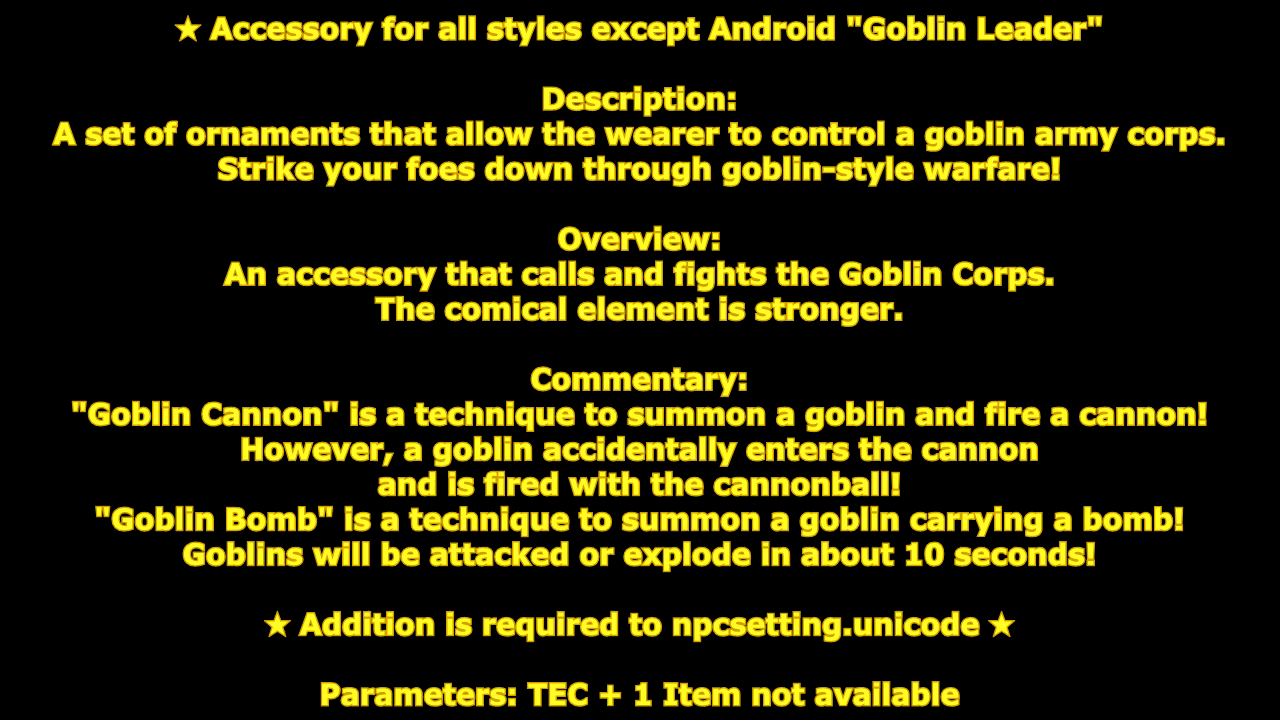 ★ Accessory for all styles except Android "Goblin Leader"
Description:
A set of ornaments that allow the wearer to control a goblin army corps.
Strike your foes down through goblin-style warfare!
Overview:
An accessory that calls and fights the Goblin Corps.
The comical element is stronger.
Commentary:
"Goblin Cannon" is a technique to summon a goblin and fire a cannon!
However, a goblin accidentally enters the cannon
and is fired with the cannonball!
"Goblin Bomb" is a technique to summon a goblin carrying a bomb!
Goblins will be attacked or explode in about 10 seconds!
★ Addition is required to npcsetting.unicode ★
Parameters: TEC + 1 Item not available